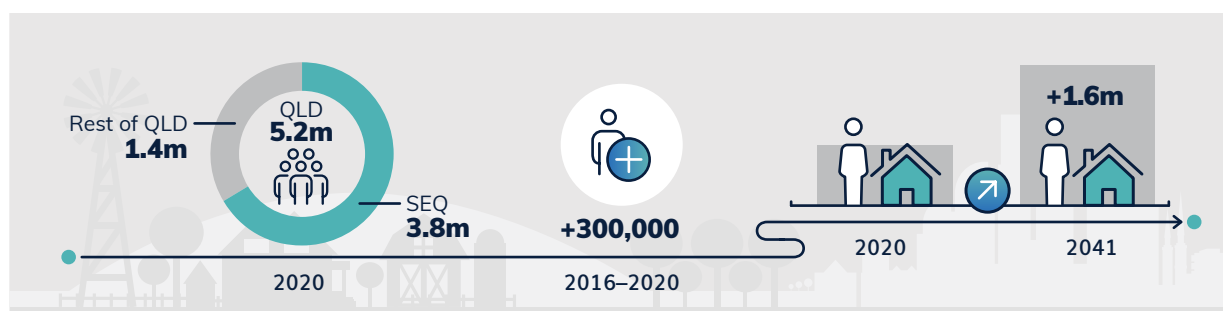 QLD
5.2m
Rest of QLD
1.4m
SEQ
3.8m
2020
+300,000
2016–2020
+1.6m
2020
2041